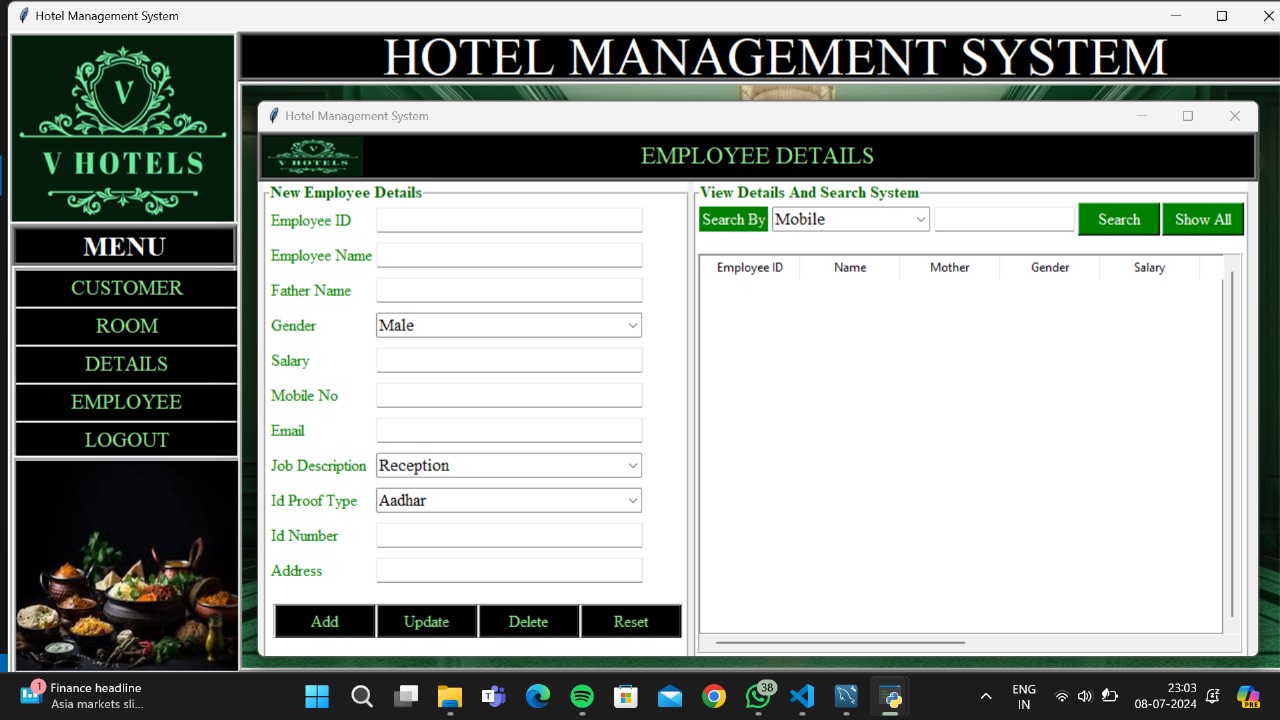 Hotel Management System
V
V HOTELS
HOTEL MANAGEMENT SYSTEM
MENU
CUSTOMER
ROOM
DETAILS
EMPLOYEE
LOGOUT
Hotel Management System
V
V HOTELS
EMPLOYEE DETAILS
New Employee Details
Employee ID
Employee Name
Father Name
Gender Male
Salary
Mobile No
Email
Job Description Reception
Id Proof Type Aadhar
Id Number
Address
Add Update Delete Reset
View Details And Search System
Search By Mobile Search Show All
Employee ID Name Mother Gender Salary
1
Finance headline
Asia markets sli...
38
ENG
IN
23:03
08-07-2024
PRE